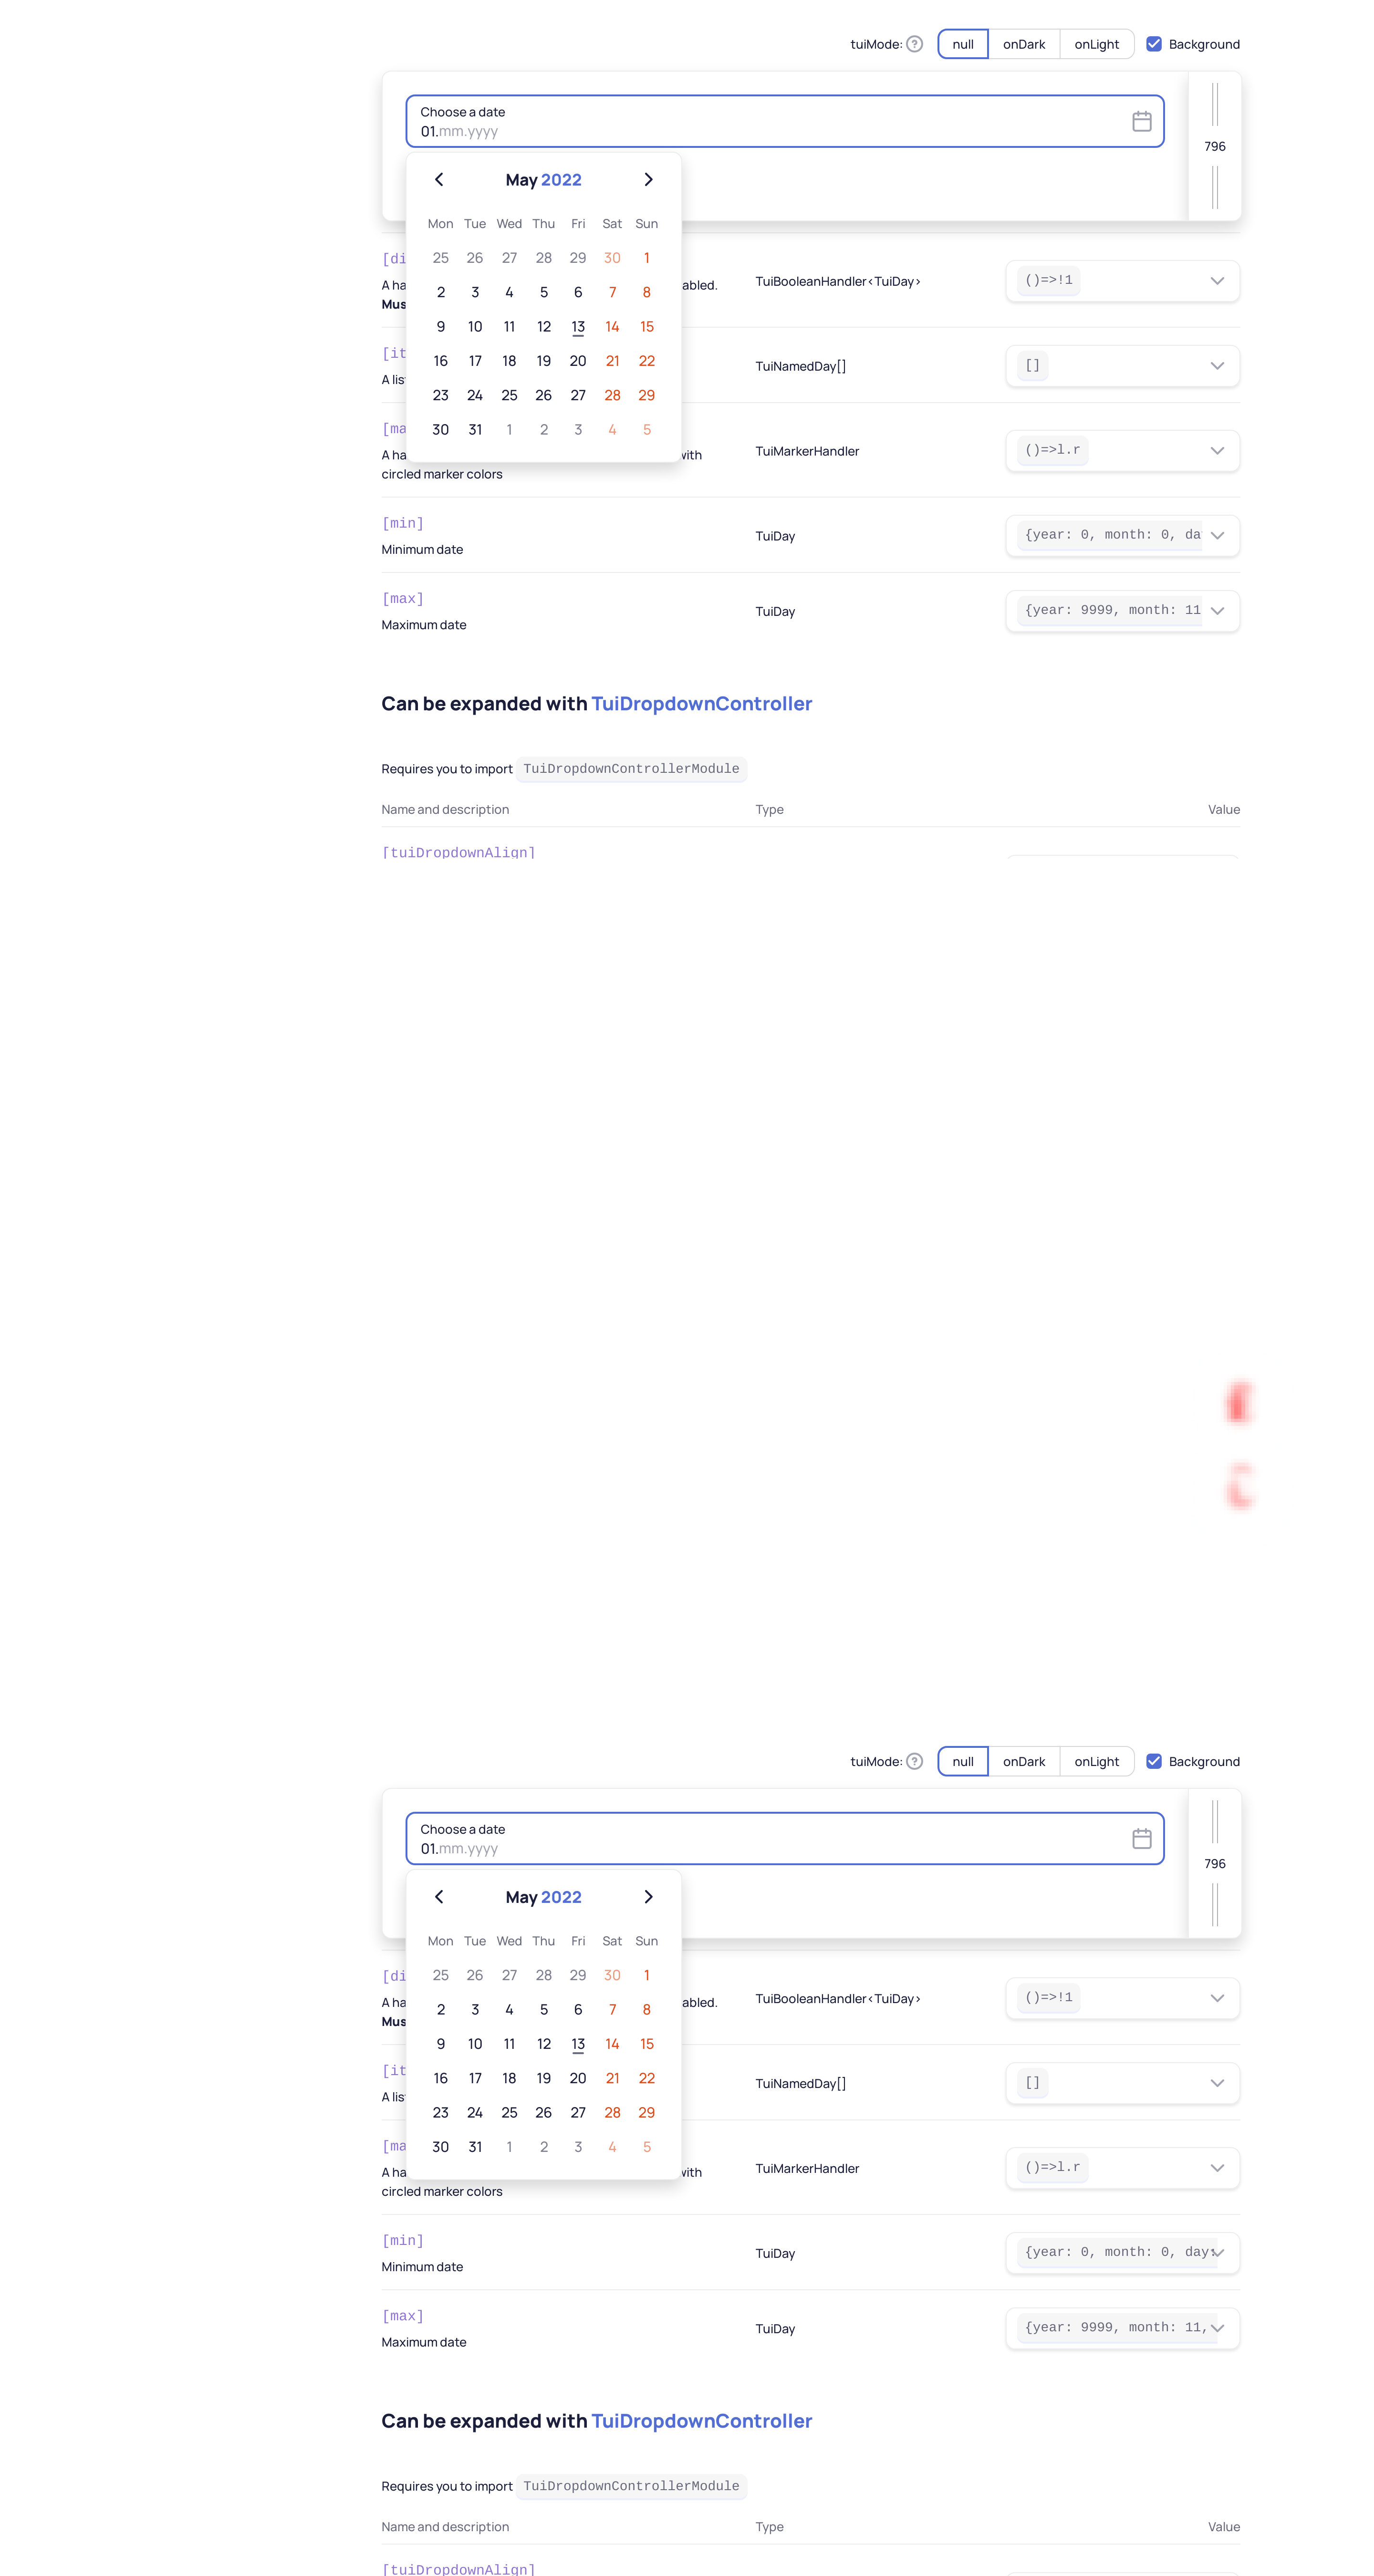 tuiMode: ? null onDark onLight Background
Choose a date
01.mm.yyyy
796
May 2022
Mon Tue Wed Thu Fri Sat Sun
25 26 27 28 29 30 1
2 3 4 5 6 7 8
9 10 11 12 13 14 15
16 17 18 19 20 21 22
23 24 25 26 27 28 29
30 31 1 2 3 4 5
[di
A ha abled.
Mus
TuiBooleanHandler<TuiDay>
()=>!1
[it
A lis
TuiNamedDay[]
[]
[ma
A ha with
circled marker colors
TuiMarkerHandler
()=>l.r
[min]
Minimum date
TuiDay
{year: 0, month: 0, da
[max]
Maximum date
TuiDay
{year: 9999, month: 11
Can be expanded with TuiDropdownController
Requires you to import TuiDropdownControllerModule
Name and description Type Value
[tuiDropdownAlign]
tuiMode: ? null onDark onLight Background
Choose a date
01.mm.yyyy
796
May 2022
Mon Tue Wed Thu Fri Sat Sun
25 26 27 28 29 30 1
2 3 4 5 6 7 8
9 10 11 12 13 14 15
16 17 18 19 20 21 22
23 24 25 26 27 28 29
30 31 1 2 3 4 5
[di
A ha abled.
Mus
TuiBooleanHandler<TuiDay>
()=>!1
[it
A lis
TuiNamedDay[]
[]
[ma
A ha with
circled marker colors
TuiMarkerHandler
()=>l.r
[min]
Minimum date
TuiDay
{year: 0, month: 0, day:
[max]
Maximum date
TuiDay
{year: 9999, month: 11,
Can be expanded with TuiDropdownController
Requires you to import TuiDropdownControllerModule
Name and description Type Value
[tuiDropdownAlign]